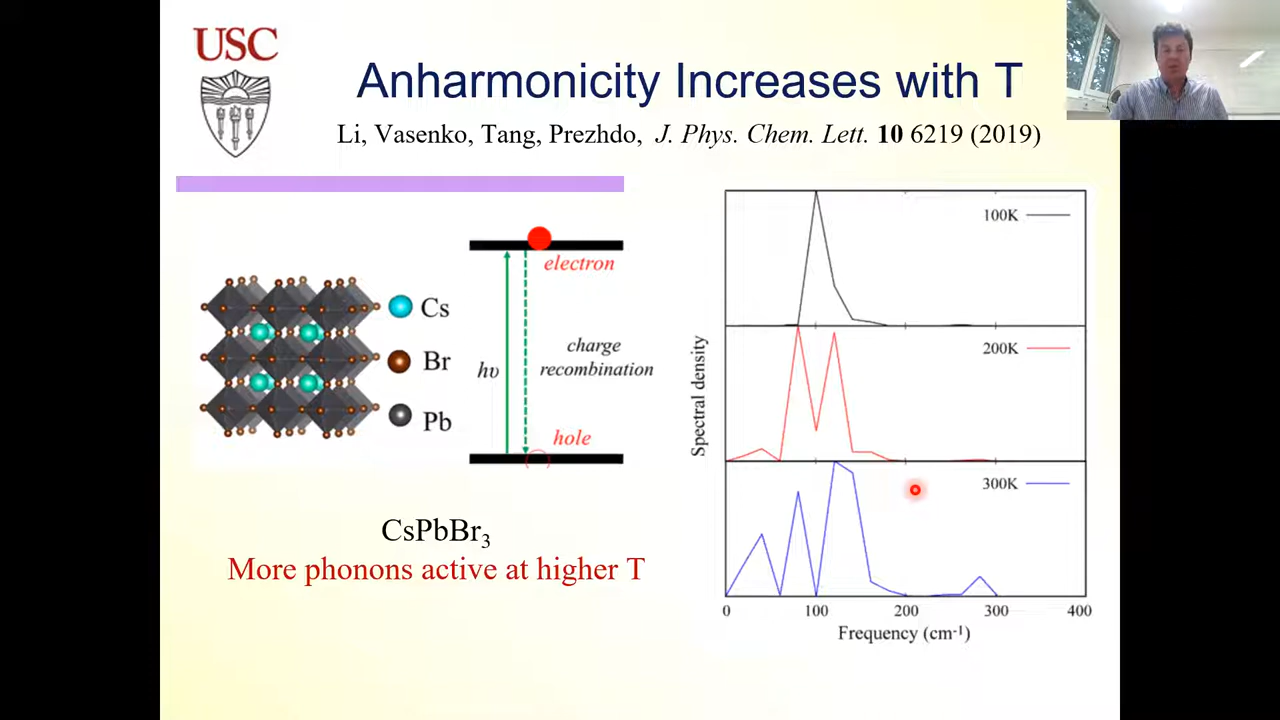 USC
Anharmonicity Increases with T
Li, Vasenko, Tang, Prezhdo, J. Phys. Chem. Lett. 10 6219 (2019)
Cs
Br
Pb
electron
hυ
charge
recombination
hole
CsPbBr3
More phonons active at higher T
Spectral density
100K
200K
300K
0 100 200 300 400
Frequency (cm-1)